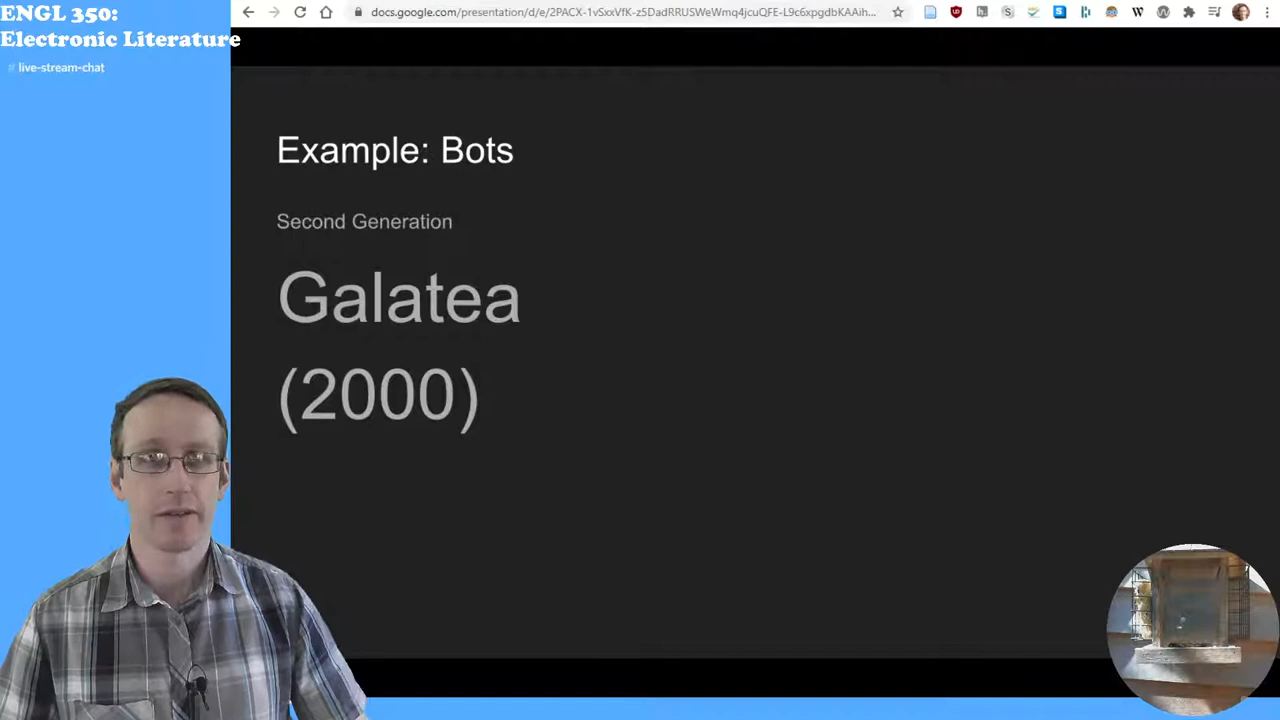 ENGL 350:
Electronic Literature
# live-stream-chat
docs.google.com/presentation/d/e/2PACX-1vSxxVfK-z5DadRRUSWeWmq4jcuQFE-L9c6xpgdbKAAih...
Example: Bots
Second Generation
Galatea
(2000)